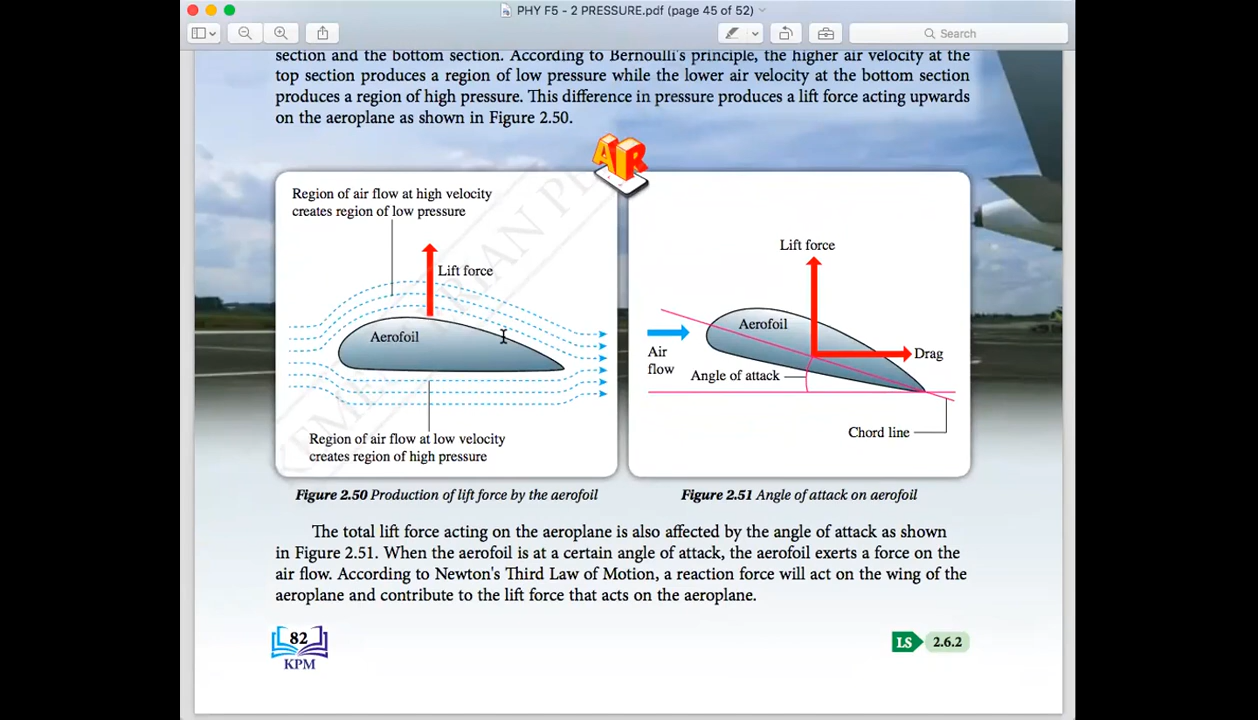 PHY F5 - 2 PRESSURE.pdf (page 45 of 52)
Search
section and the bottom section. According to Bernoulli's principle, the higher air velocity at the
top section produces a region of low pressure while the lower air velocity at the bottom section
produces a region of high pressure. This difference in pressure produces a lift force acting upwards
on the aeroplane as shown in Figure 2.50.
AIR
Region of air flow at high velocity
creates region of low pressure
Lift force
Aerofoil
Region of air flow at low velocity
creates region of high pressure
Figure 2.50 Production of lift force by the aerofoil
Lift force
Aerofoil
Air
flow
Drag
Angle of attack
Chord line
Figure 2.51 Angle of attack on aerofoil
The total lift force acting on the aeroplane is also affected by the angle of attack as shown
in Figure 2.51. When the aerofoil is at a certain angle of attack, the aerofoil exerts a force on the
air flow. According to Newton's Third Law of Motion, a reaction force will act on the wing of the
aeroplane and contribute to the lift force that acts on the aeroplane.
82
KPM
LS 2.6.2